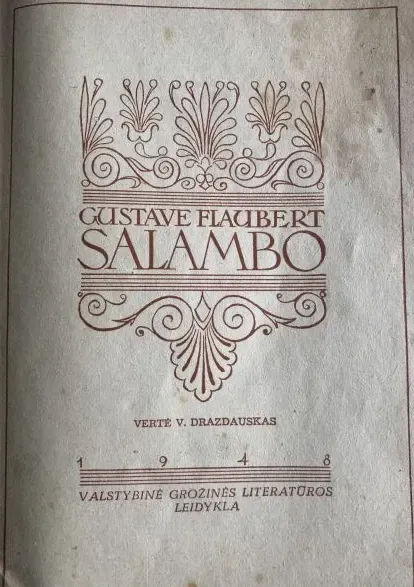 GUSTAVE FLAUBERT
SALAMBO
VERTĖ V. DRAZDAUSKAS
1 9 4 8
VALSTYBINĖ GROŽINĖS LITERATŪROS
LEIDYKLA